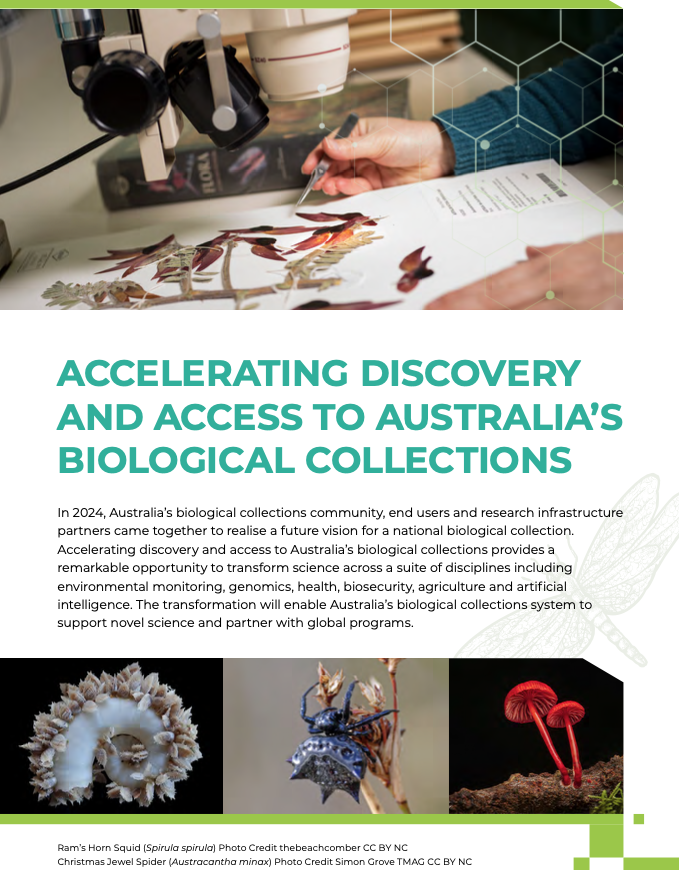 FLORA
ACCELERATING DISCOVERY
AND ACCESS TO AUSTRALIA'S
BIOLOGICAL COLLECTIONS
In 2024, Australia's biological collections community, end users and research infrastructure
partners came together to realise a future vision for a national biological collection.
Accelerating discovery and access to Australia's biological collections provides a
remarkable opportunity to transform science across a suite of disciplines including
environmental monitoring, genomics, health, biosecurity, agriculture and artificial
intelligence. The transformation will enable Australia's biological collections system to
support novel science and partner with global programs.
Ram's Horn Squid (Spirula spirula) Photo Credit thebeachcomber CC BY NC
Christmas Jewel Spider (Austracantha minax) Photo Credit Simon Grove TMAG CC BY NC